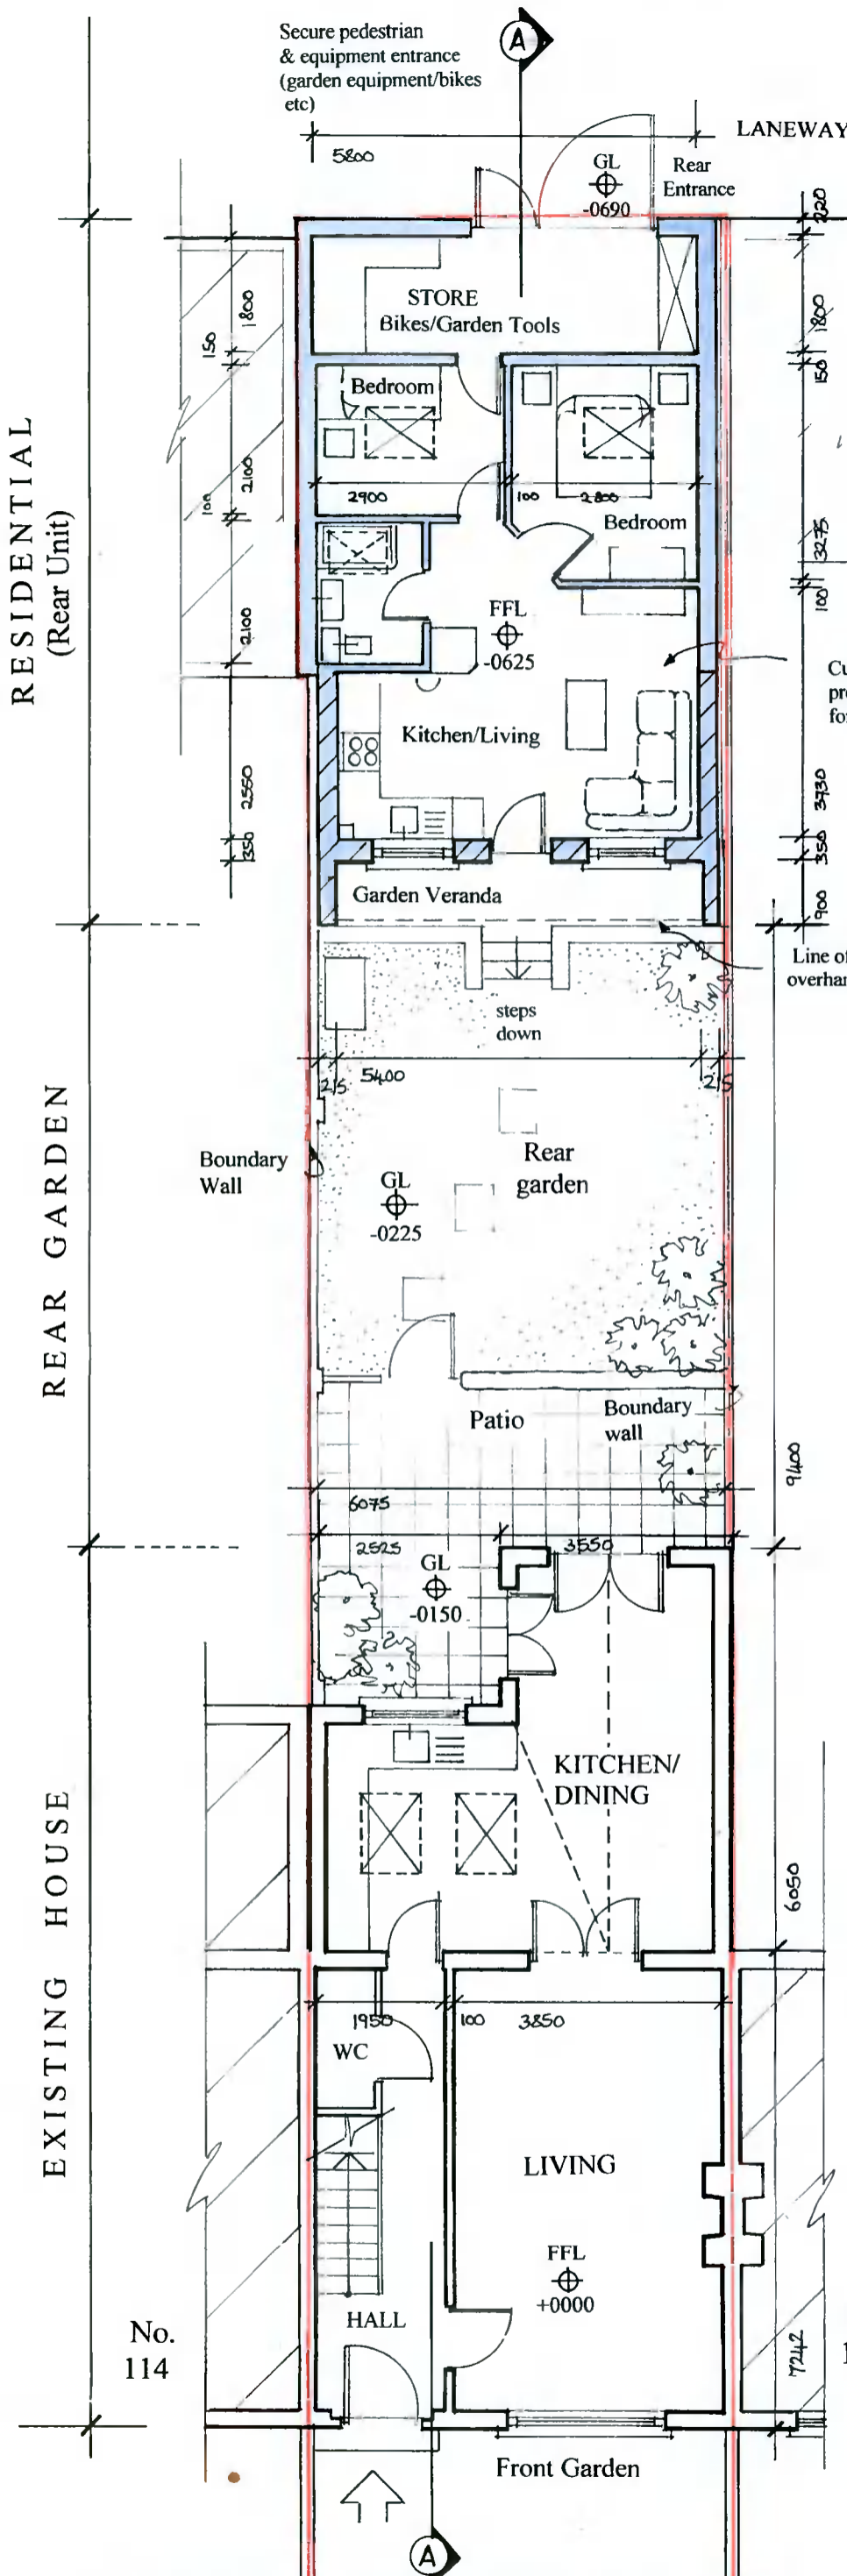 Secure pedestrian
& equipment entrance
(garden equipment/bikes
etc)
A
LANEWAY
5800
GL
-0690
Rear
Entrance
220
STORE
Bikes/Garden Tools
1800
150
1800
150
Bedroom
2900
100
2800
Bedroom
2100
100
3275
100
RESIDENTIAL
(Rear Unit)
FFL
-0625
2100
Kitchen/Living
2550
350
3730
350
900
Garden Veranda
Line of
steps
down
215
5400
215
REAR GARDEN
Boundary
Wall
Rear
garden
GL
-0225
Patio
Boundary
wall
9400
6075
2525
3550
GL
-0150
KITCHEN/
DINING
6050
EXISTING HOUSE
1950
100
3850
WC
LIVING
FFL
+0000
HALL
No.
114
7242
Front Garden
A